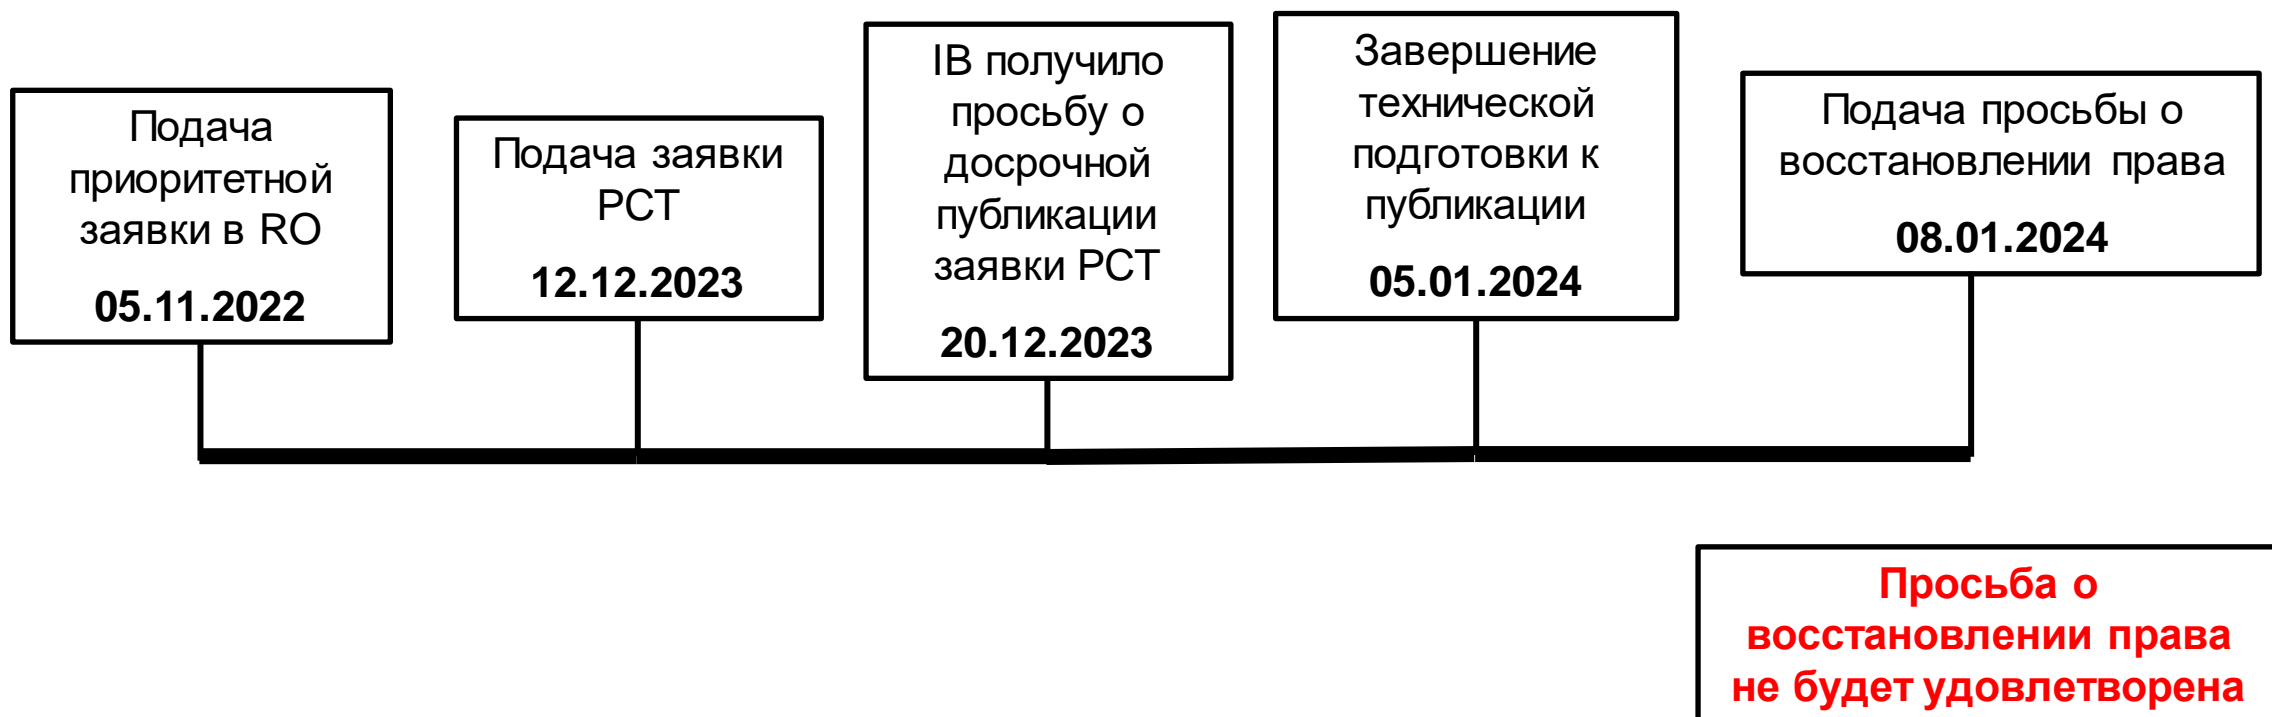 Подача
приоритетной
заявки в RO
05.11.2022
Подача заявки
PCT
12.12.2023
IB получило
просьбу о
досрочной
публикации
заявки PCT
20.12.2023
Завершение
технической
подготовки к
публикации
05.01.2024
Подача просьбы о
восстановлении права
08.01.2024
Просьба о
восстановлении права
не будет удовлетворена